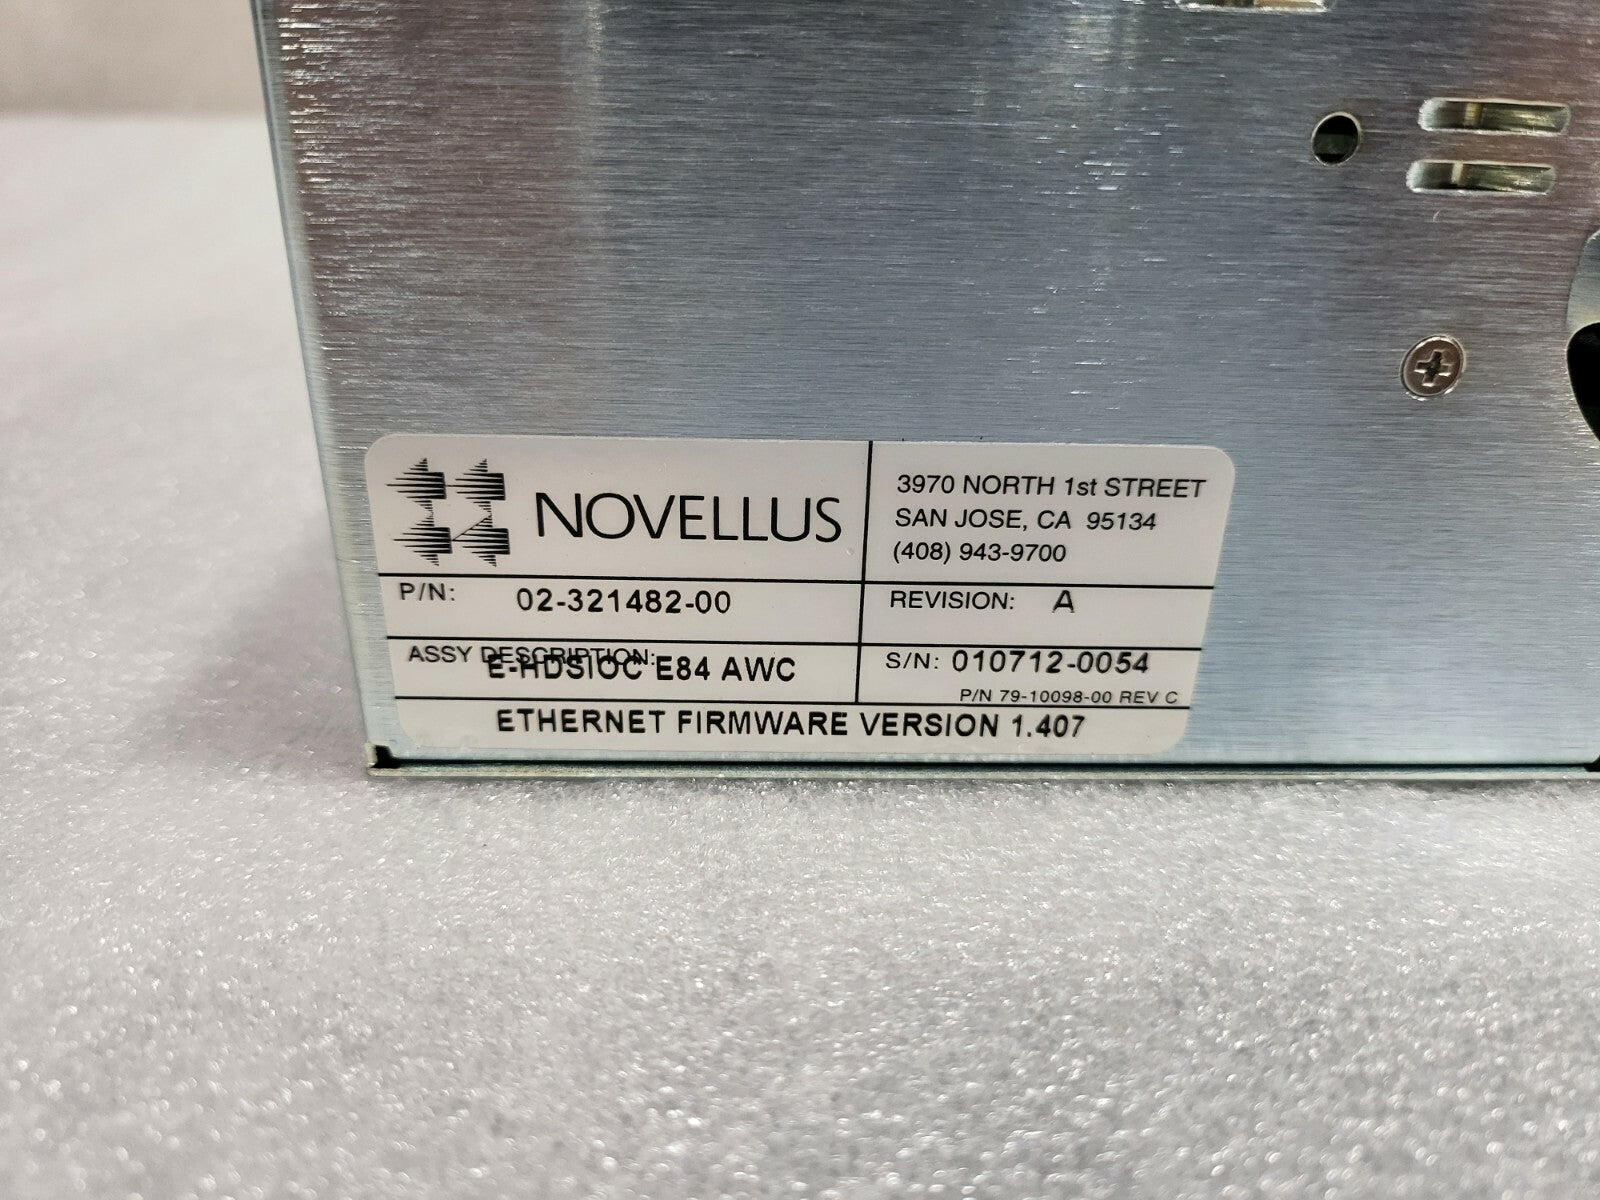 NOVELLUS
3970 NORTH 1st STREET
SAN JOSE, CA 95134
(408) 943-9700
P/N: 02-321482-00
REVISION: A
ASSY DESCRIPTION:
E-HDSIOC E84 AWC
S/N: 010712-0054
P/N 79-10098-00 REV C
ETHERNET FIRMWARE VERSION 1.407